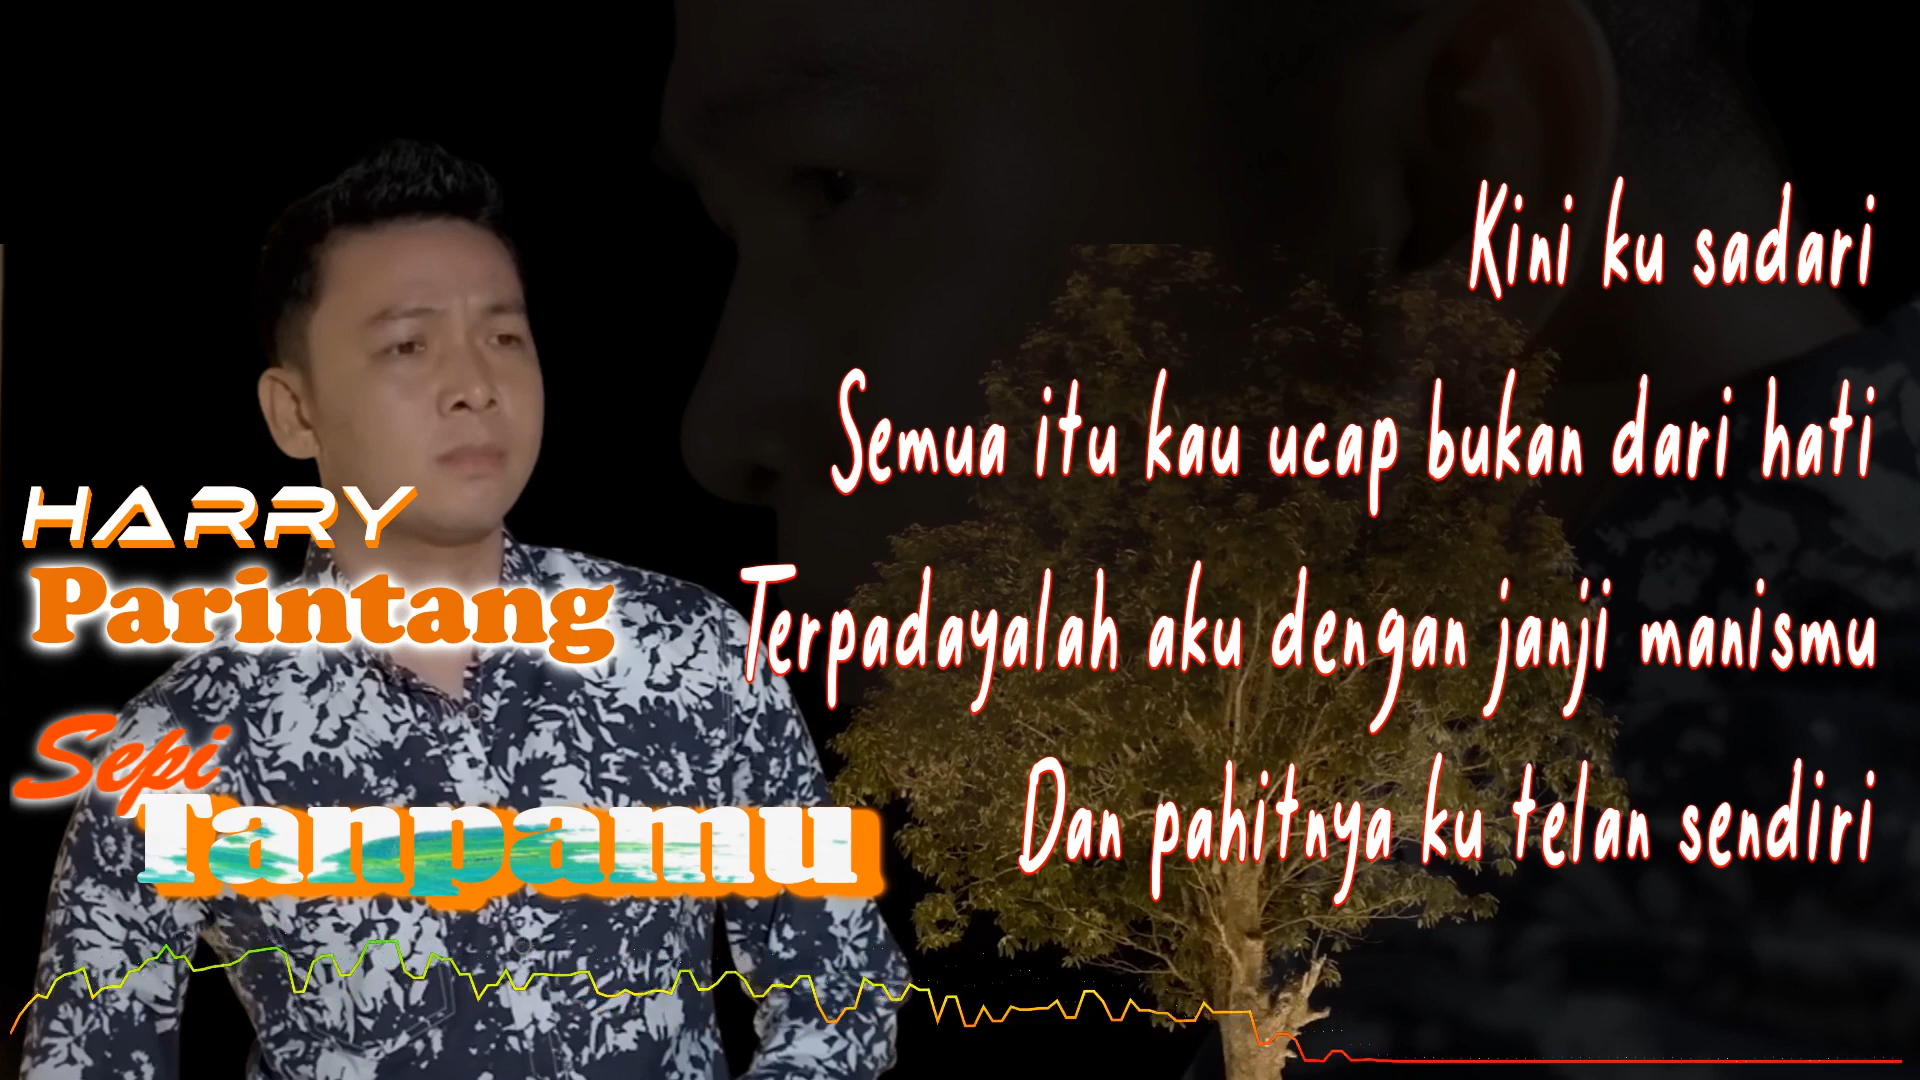 HARRY
Parintang
Sepi
Tanpamu
Kini ku sadari
Semua itu kau ucap bukan dari hati
Terpadayalah aku dengan janji manismu
Dan pahitnya ku telan sendiri